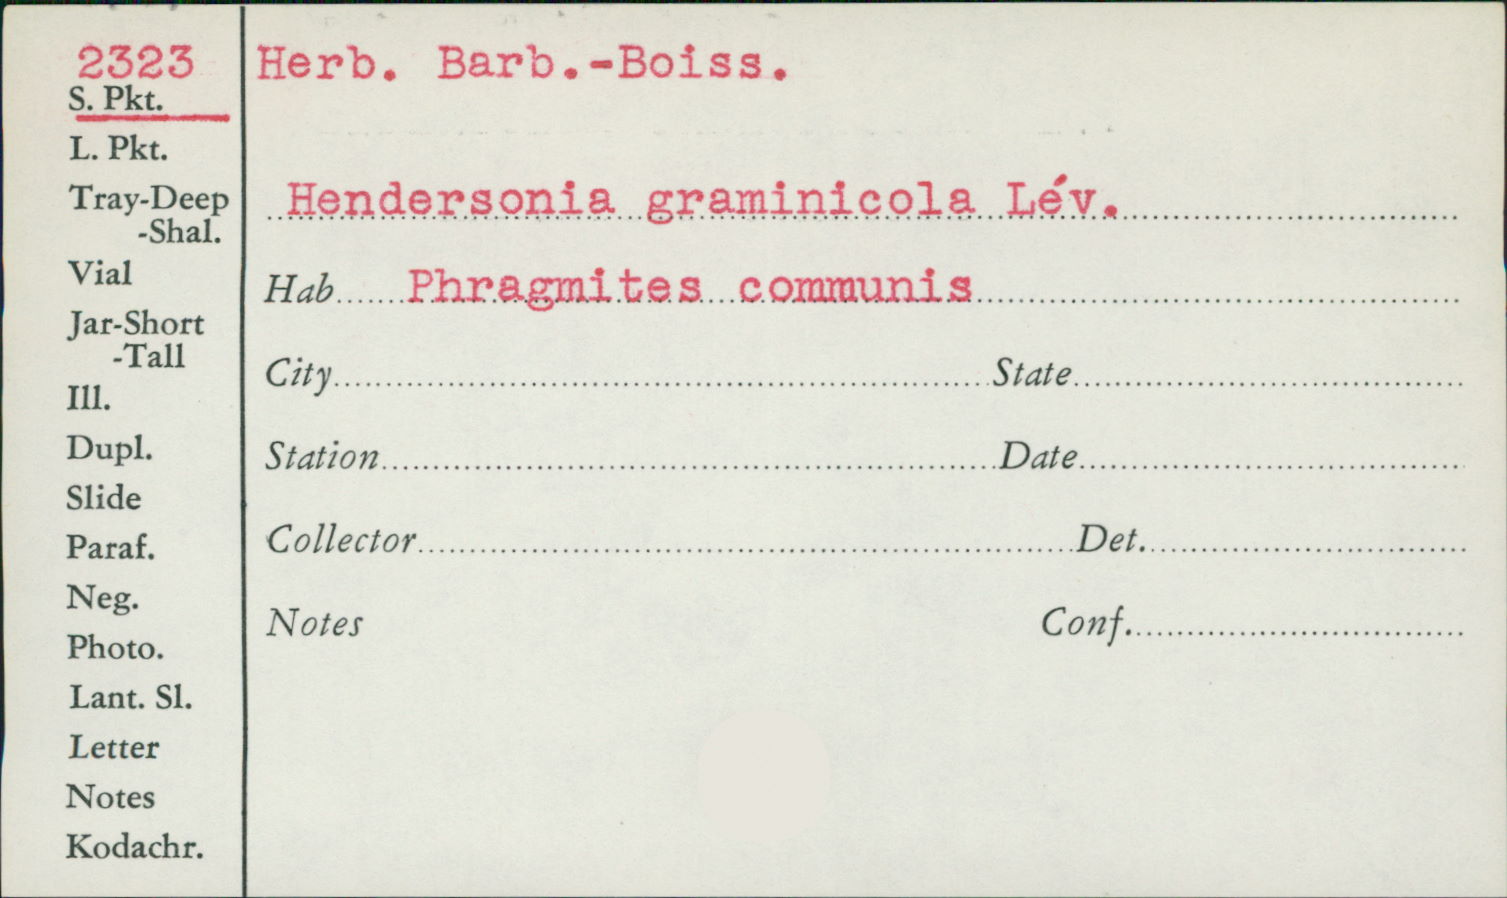 2323
S. Pkt.
L. Pkt.
Tray-Deep
-Shal.
Vial
Jar-Short
-Tall
Ill.
Dupl.
Slide
Paraf.
Neg.
Photo.
Lant. Sl.
Letter
Notes
Kodachr.
Herb. Barb.-Boiss.
Hendersonia graminicola Lév.
Hab. Phragmites communis
City State
Station Date
Collector Det.
Notes Conf.